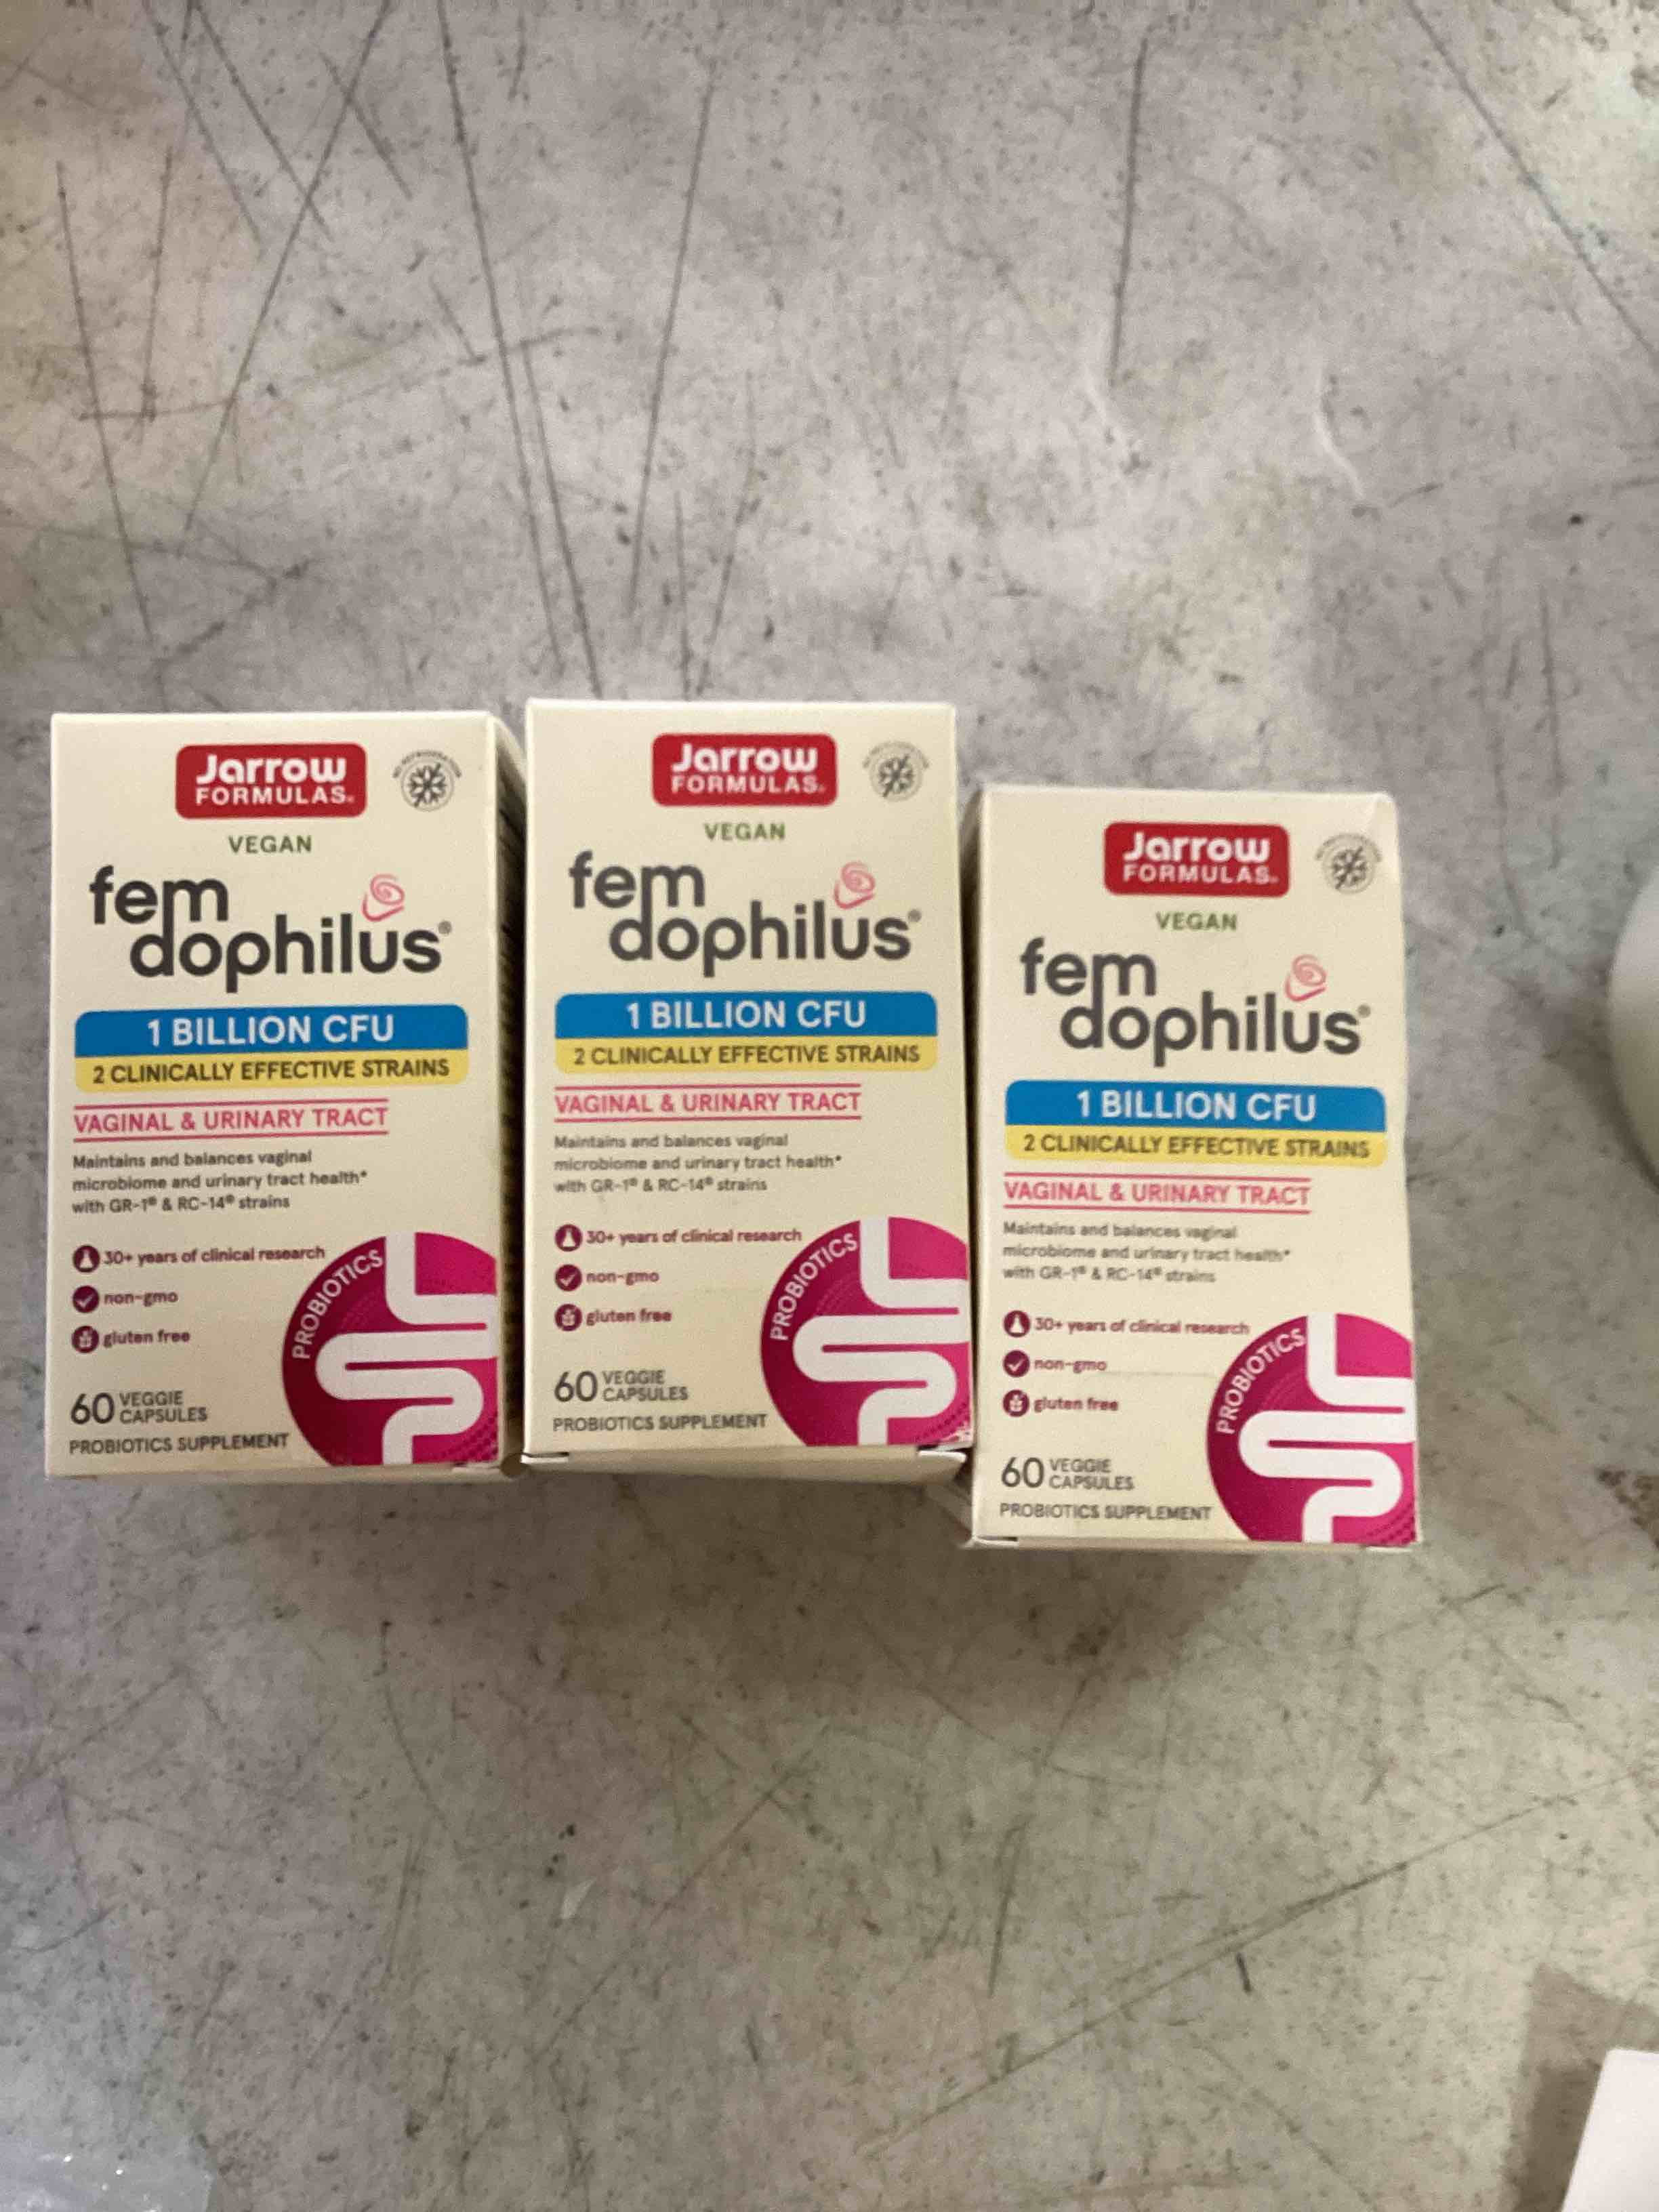 Jarrow
FORMULAS®
VEGAN
fem
dophilus®
1 BILLION CFU
2 CLINICALLY EFFECTIVE STRAINS
VAGINAL & URINARY TRACT
Maintains and balances vaginal
microbiome and urinary tract health*
with GR-1® & RC-14® strains
30+ years of clinical research
non-gmo
gluten free
PROBIOTICS
60 VEGGIE
CAPSULES
PROBIOTICS SUPPLEMENT
Jarrow
FORMULAS®
VEGAN
fem
dophilus®
1 BILLION CFU
2 CLINICALLY EFFECTIVE STRAINS
VAGINAL & URINARY TRACT
Maintains and balances vaginal
microbiome and urinary tract health*
with GR-1® & RC-14® strains
30+ years of clinical research
non-gmo
gluten free
PROBIOTICS
60 VEGGIE
CAPSULES
PROBIOTICS SUPPLEMENT
Jarrow
FORMULAS®
VEGAN
fem
dophilus®
1 BILLION CFU
2 CLINICALLY EFFECTIVE STRAINS
VAGINAL & URINARY TRACT
Maintains and balances vaginal
microbiome and urinary tract health*
with GR-1® & RC-14® strains
30+ years of clinical research
non-gmo
gluten free
PROBIOTICS
60 VEGGIE
CAPSULES
PROBIOTICS SUPPLEMENT